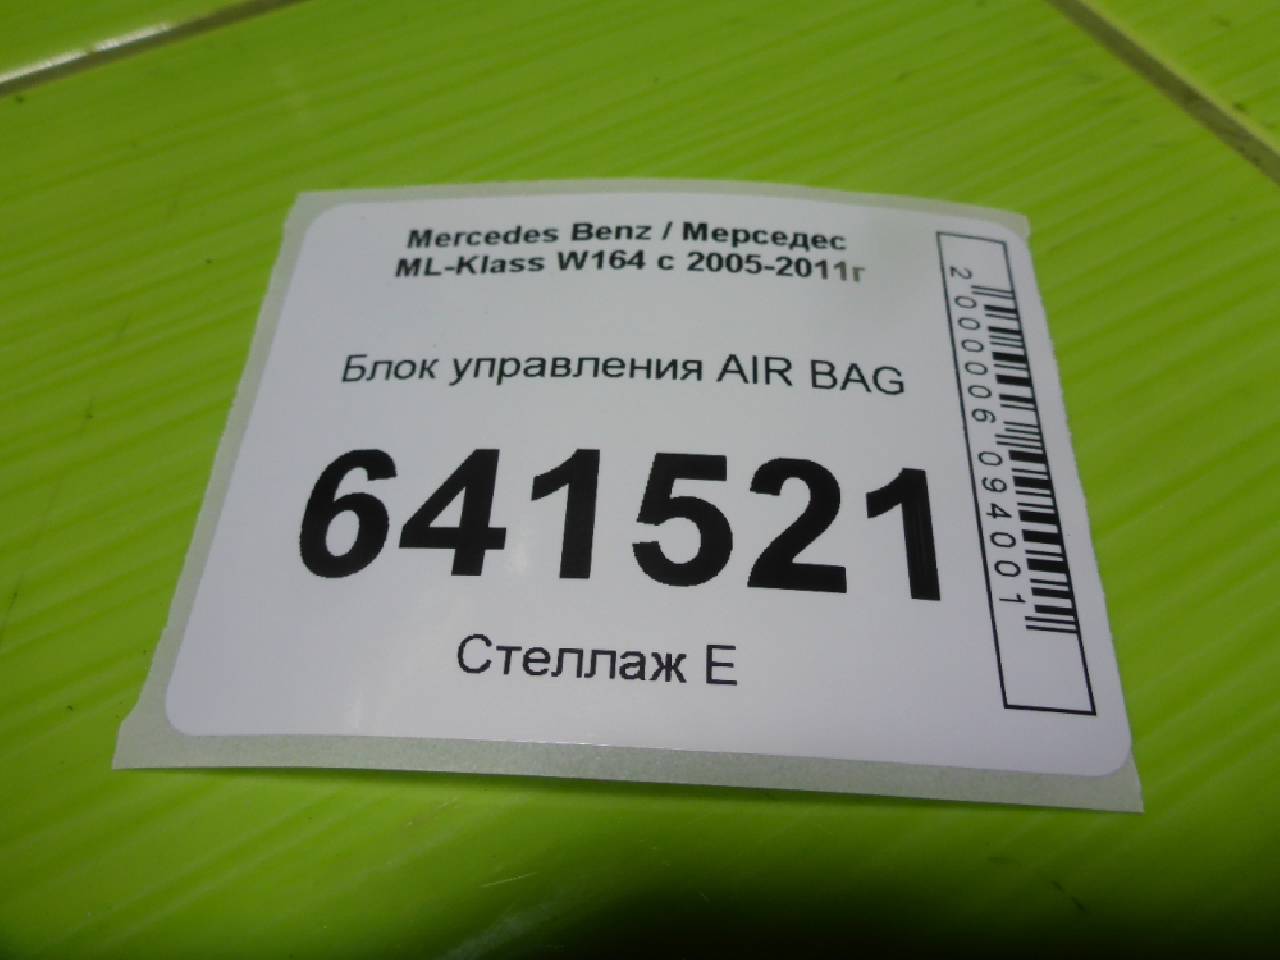 Mercedes Benz / Мерседес
ML-Klass W164 с 2005-2011г
Блок управления AIR BAG
641521
Стеллаж Е
2000006094001